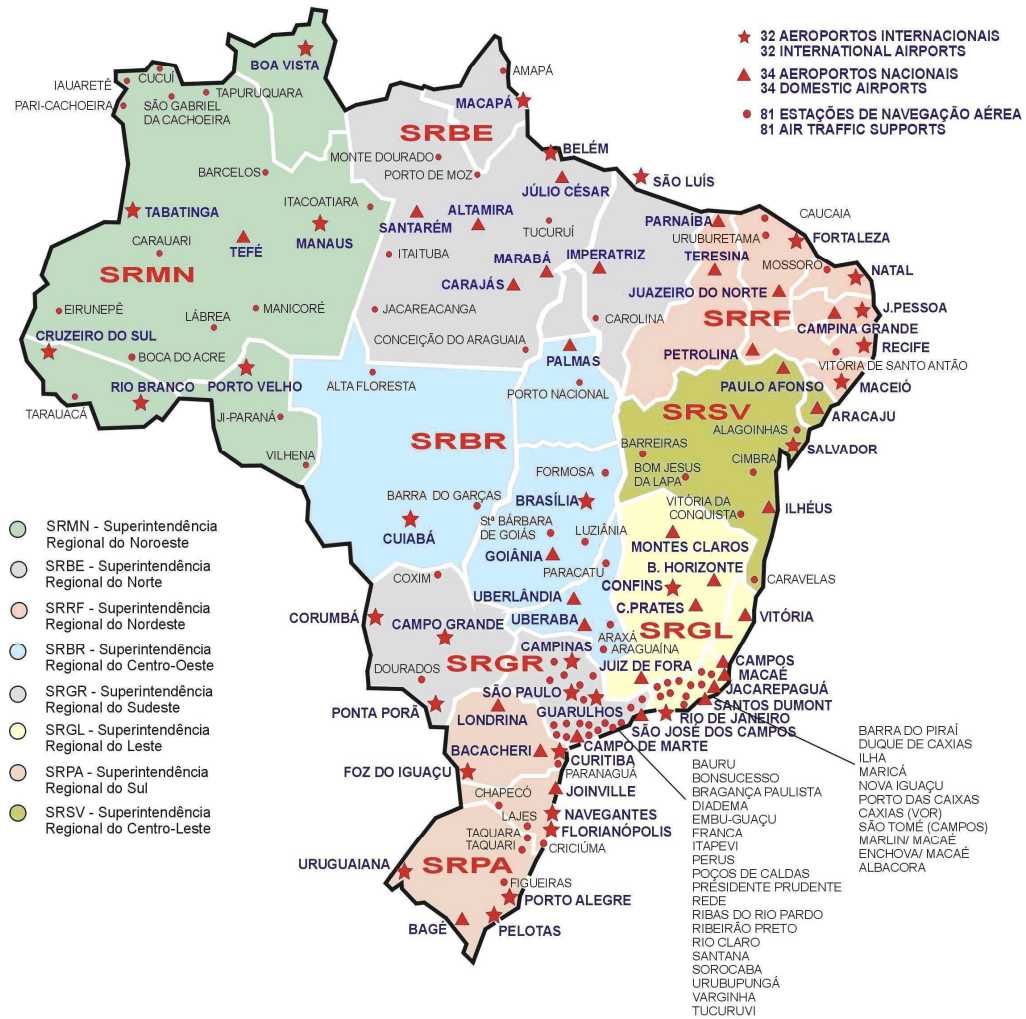 32 AEROPORTOS INTERNACIONAIS
32 INTERNATIONAL AIRPORTS
34 AEROPORTOS NACIONAIS
34 DOMESTIC AIRPORTS
81 ESTAÇÕES DE NAVEGAÇÃO AÉREA
81 AIR TRAFFIC SUPPORTS
BOA VISTA
CUCUÍ
IAUARETÊ
TAPURUQUARA
PARI-CACHOEIRA
SÃO GABRIEL
DA CACHOEIRA
AMAPÁ
MACAPÁ
SRBE
BELÉM
MONTE DOURADO
PORTO DE MOZ
JÚLIO CÉSAR
SÃO LUÍS
BARCELOS
ITACOATIARA
TABATINGA
MANAUS
SANTARÉM
ALTAMIRA
TUCURUÍ
PARNAÍBA
CAUCAIA
URUBURETAMA
FORTALEZA
CARAUARI
TEFÉ
SRMN
ITAITUBA
MARABÁ
IMPERATRIZ
TERESINA
MOSSORÓ
NATAL
CARAJÁS
JUAZEIRO DO NORTE
EIRUNEPÊ
LÁBREA
MANICORÉ
JACAREACANGA
CAROLINA
SRRF
J.PESSOA
CAMPINA GRANDE
CRUZEIRO DO SUL
BOCA DO ACRE
CONCEIÇÃO DO ARAGUAIA
PALMAS
PETROLINA
RECIFE
VITÓRIA DE SANTO ANTÃO
RIO BRANCO
PORTO VELHO
ALTA FLORESTA
PORTO NACIONAL
PAULO AFONSO
MACEIÓ
TARAUACÁ
JI-PARANÁ
SRSV
ARACAJU
ALAGOINHAS
SRBR
BARREIRAS
SALVADOR
VILHENA
FORMOSA
BOM JESUS
DA LAPA
CIMBRA
BARRA DO GARÇAS
BRASÍLIA
VITÓRIA DA
CONQUISTA
ILHÉUS
CUIABÁ
Stª BÁRBARA
DE GOIÁS
LUZIÂNIA
MONTES CLAROS
GOIÂNIA
PARACATU
B. HORIZONTE
COXIM
CONFINS
CARAVELAS
UBERLÂNDIA
C.PRATES
CORUMBÁ
CAMPO GRANDE
UBERABA
VITÓRIA
ARAXÁ
ARAGUAÍNA
SRGL
CAMPINAS
SRGR
JUIZ DE FORA
CAMPOS
MACAÉ
DOURADOS
SÃO PAULO
JACAREPAGUÁ
PONTA PORÃ
LONDRINA
GUARULHOS
SANTOS DUMONT
RIO DE JANEIRO
SÃO JOSÉ DOS CAMPOS
BACACHERI
CAMPO DE MARTE
CURITIBA
FOZ DO IGUAÇU
PARANAGUÁ
JOINVILLE
CHAPECÓ
LAJES
NAVEGANTES
TAQUARA
FLORIANÓPOLIS
TAQUARI
CRICIÚMA
URUGUAIANA
SRPA
FIGUEIRAS
PORTO ALEGRE
BAGÉ
PELOTAS
SRMN - Superintendência
Regional do Noroeste
SRBE - Superintendência
Regional do Norte
SRRF - Superintendência
Regional do Nordeste
SRBR - Superintendência
Regional do Centro-Oeste
SRGR - Superintendência
Regional do Sudeste
SRGL - Superintendência
Regional do Leste
SRPA - Superintendência
Regional do Sul
SRSV - Superintendência
Regional do Centro-Leste
BAURU
BONSUCESSO
BRAGANÇA PAULISTA
DIADEMA
EMBU-GUAÇU
FRANCA
ITAPEVI
PERUS
POÇOS DE CALDAS
PRESIDENTE PRUDENTE
REDE
RIBAS DO RIO PARDO
RIBEIRÃO PRETO
RIO CLARO
SANTANA
SOROCABA
URUBUPUNGÁ
VARGINHA
TUCURUVI
BARRA DO PIRAÍ
DUQUE DE CAXIAS
ILHA
MARICÁ
NOVA IGUAÇU
PORTO DAS CAIXAS
CAXIAS (VOR)
SÃO TOMÉ (CAMPOS)
MARLIN/ MACAÉ
ENCHOVA/ MACAÉ
ALBACORA